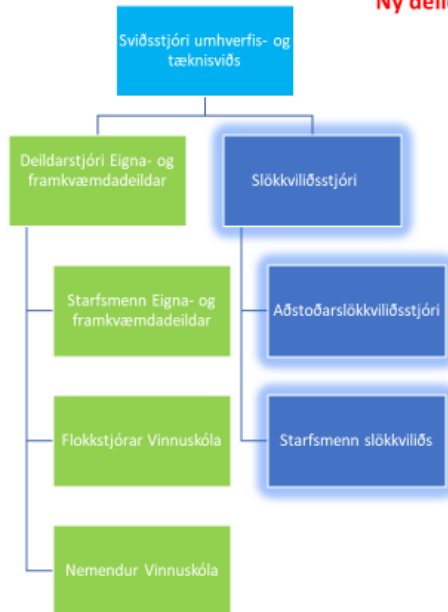 Ný
Sviðsstjóri umhverfis- og
tæknisviðs
Deildarstjóri Eigna- og
framkvæmdadeildar
Slökkviliðsstjóri
Starfsmenn Eigna- og
framkvæmdadeildar
Aðstoðarslökkviliðsstjóri
Flokkstjórar Vinnuskóla
Starfsmenn slökkviliðs
Nemendur Vinnuskóla